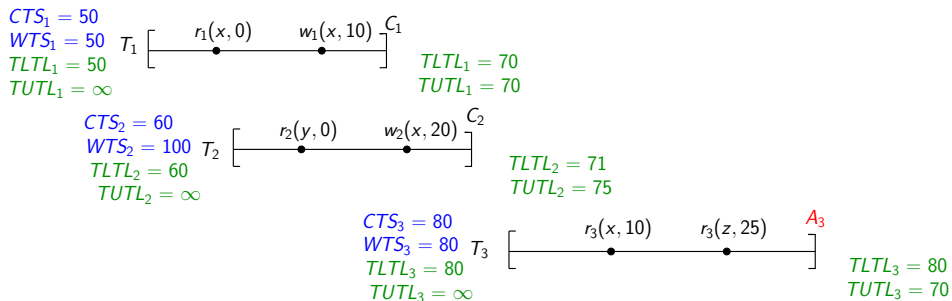 CTS₁ = 50
WTS₁ = 50
TLTL₁ = 50
TUTL₁ = ∞
T₁
r₁(x, 0)
w₁(x, 10)
C₁
TLTL₁ = 70
TUTL₁ = 70
CTS₂ = 60
WTS₂ = 100
TLTL₂ = 60
TUTL₂ = ∞
T₂
r₂(y, 0)
w₂(x, 20)
C₂
TLTL₂ = 71
TUTL₂ = 75
CTS₃ = 80
WTS₃ = 80
TLTL₃ = 80
TUTL₃ = ∞
T₃
r₃(x, 10)
r₃(z, 25)
A₃
TLTL₃ = 80
TUTL₃ = 70